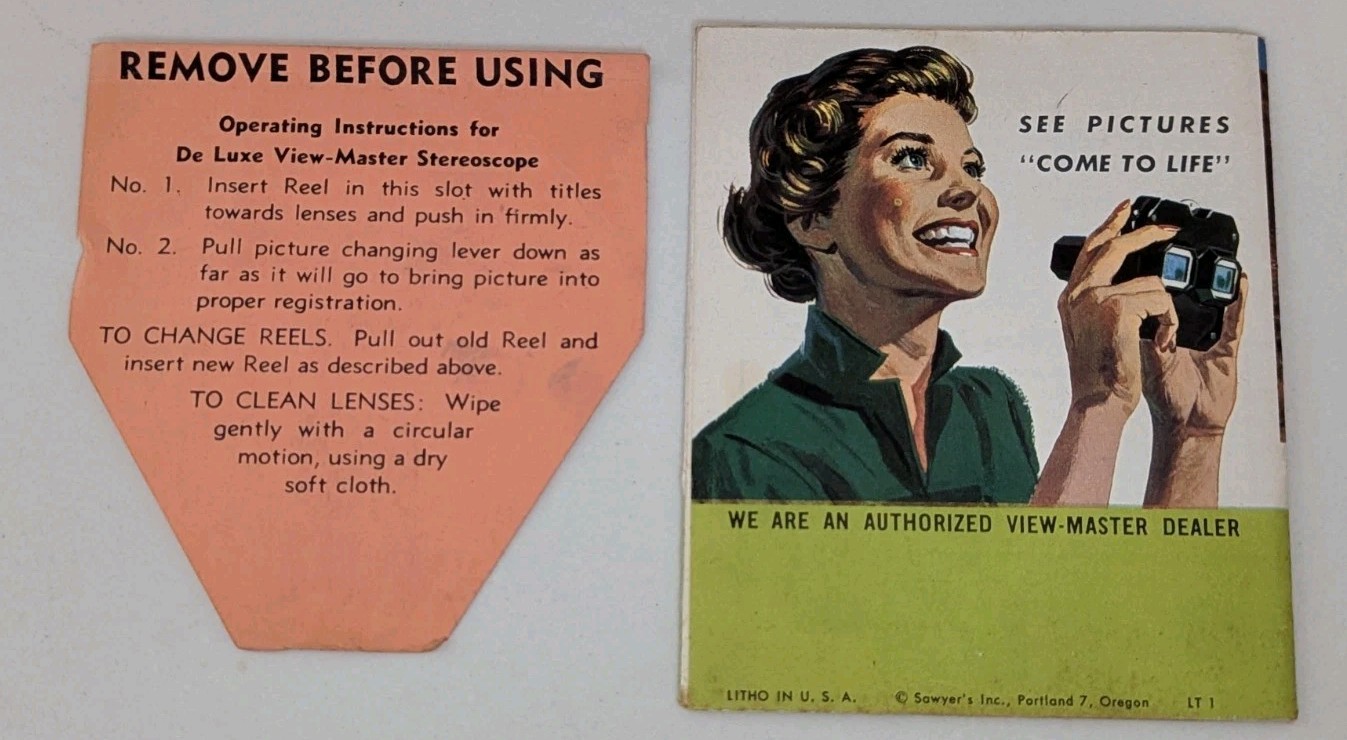 REMOVE BEFORE USING
Operating Instructions for
De Luxe View-Master Stereoscope
No. 1. Insert Reel in this slot with titles
towards lenses and push in firmly.
No. 2. Pull picture changing lever down as
far as it will go to bring picture into
proper registration.
TO CHANGE REELS. Pull out old Reel and
insert new Reel as described above.
TO CLEAN LENSES: Wipe
gently with a circular
motion, using a dry
soft cloth.
SEE PICTURES
“COME TO LIFE”
WE ARE AN AUTHORIZED VIEW-MASTER DEALER
LITHO IN U. S. A. © Sawyer's Inc., Portland 7, Oregon LT 1